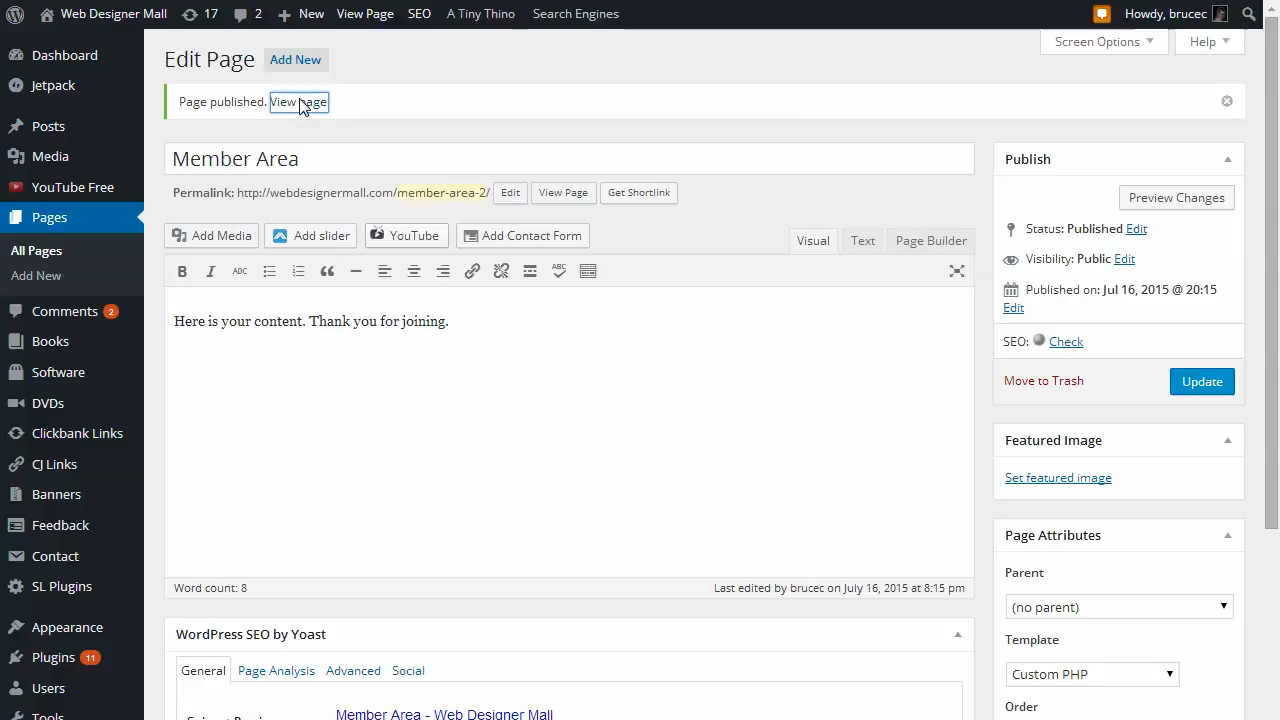 Web Designer Mall 17 2 New View Page SEO A Tiny Thino Search Engines Howdy, brucec
Screen Options Help
Dashboard
Jetpack
Posts
Media
YouTube Free
Pages
All Pages
Add New
Comments 2
Books
Software
DVDs
Clickbank Links
CJ Links
Banners
Feedback
Contact
SL Plugins
Appearance
Plugins 11
Users
Tools
Edit Page Add New
Page published. View page
Member Area
Permalink: http://webdesignermall.com/member-area-2/ Edit View Page Get Shortlink
Add Media Add slider YouTube Add Contact Form Visual Text Page Builder
B I ABC ABC
Here is your content. Thank you for joining.
Word count: 8 Last edited by brucec on July 16, 2015 at 8:15 pm
WordPress SEO by Yoast
General Page Analysis Advanced Social
Member Area - Web Designer Mall
Publish
Preview Changes
Status: Published Edit
Visibility: Public Edit
Published on: Jul 16, 2015 @ 20:15
Edit
SEO: Check
Move to Trash Update
Featured Image
Set featured image
Page Attributes
Parent
(no parent)
Template
Custom PHP
Order